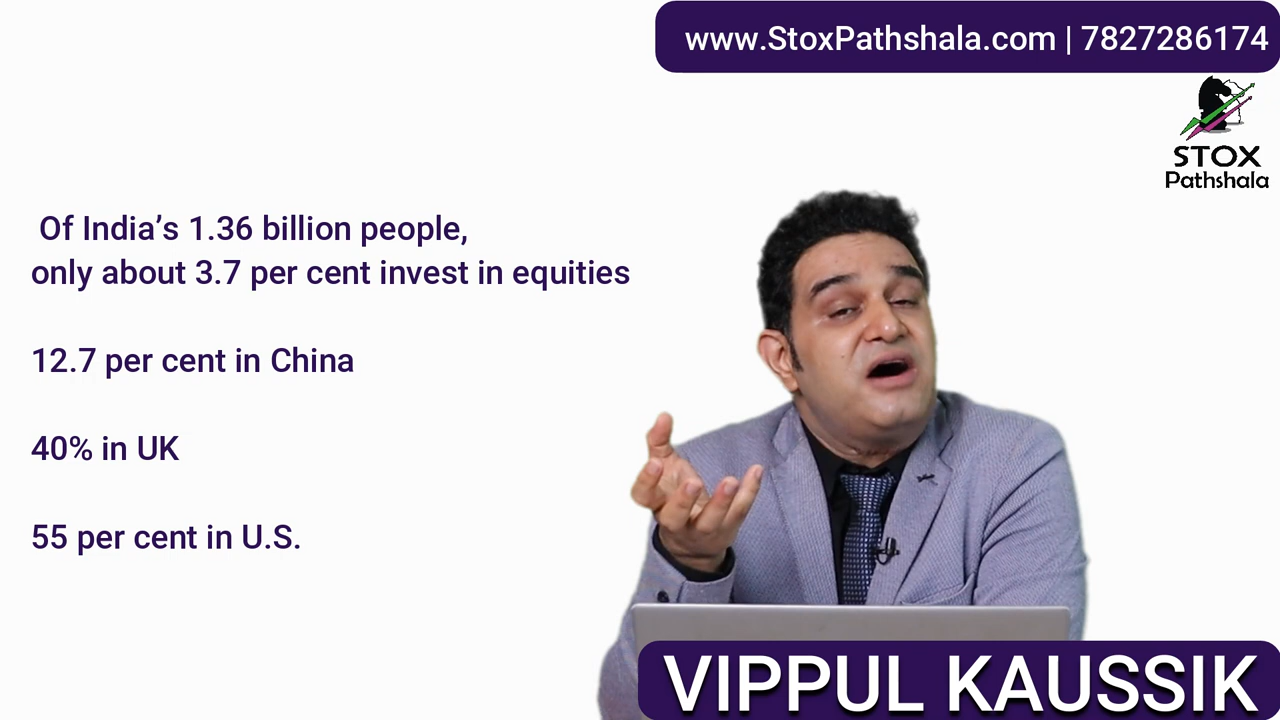 www.StoxPathshala.com | 7827286174
STOX
Pathshala
Of India’s 1.36 billion people,
only about 3.7 per cent invest in equities
12.7 per cent in China
40% in UK
55 per cent in U.S.
VIPPUL KAUSSIK